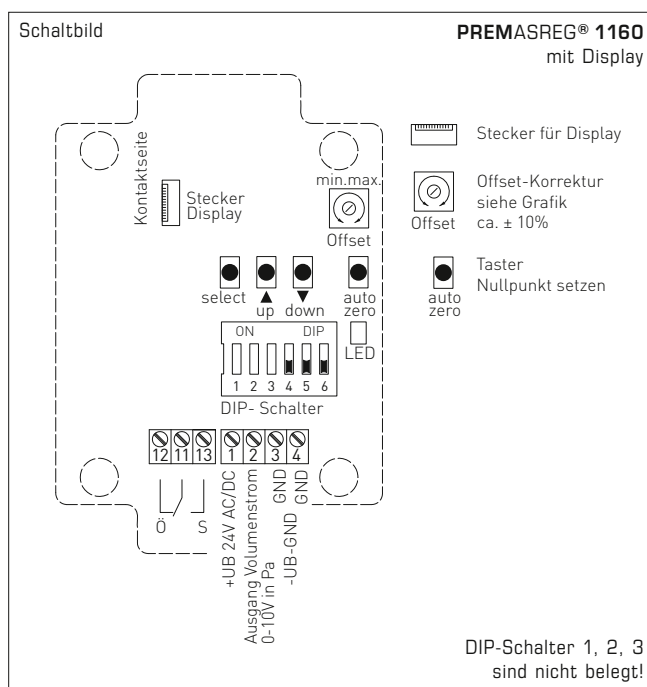 Schaltbild
PREMASREG® 1160
mit Display
Kontaktseite
Stecker
Display
min.max.
Offset
Stecker für Display
Offset
Offset-Korrektur
siehe Grafik
ca. ± 10%
auto
zero
Taster
Nullpunkt setzen
select
up
down
auto
zero
LED
ON
DIP
1 2 3 4 5 6
DIP- Schalter
12 11 13 1 2 3 4
Ö
S
+UB 24V AC/DC
Ausgang Volumenstrom
0-10V in Pa
GND
-UB-GND
GND
DIP-Schalter 1, 2, 3
sind nicht belegt!